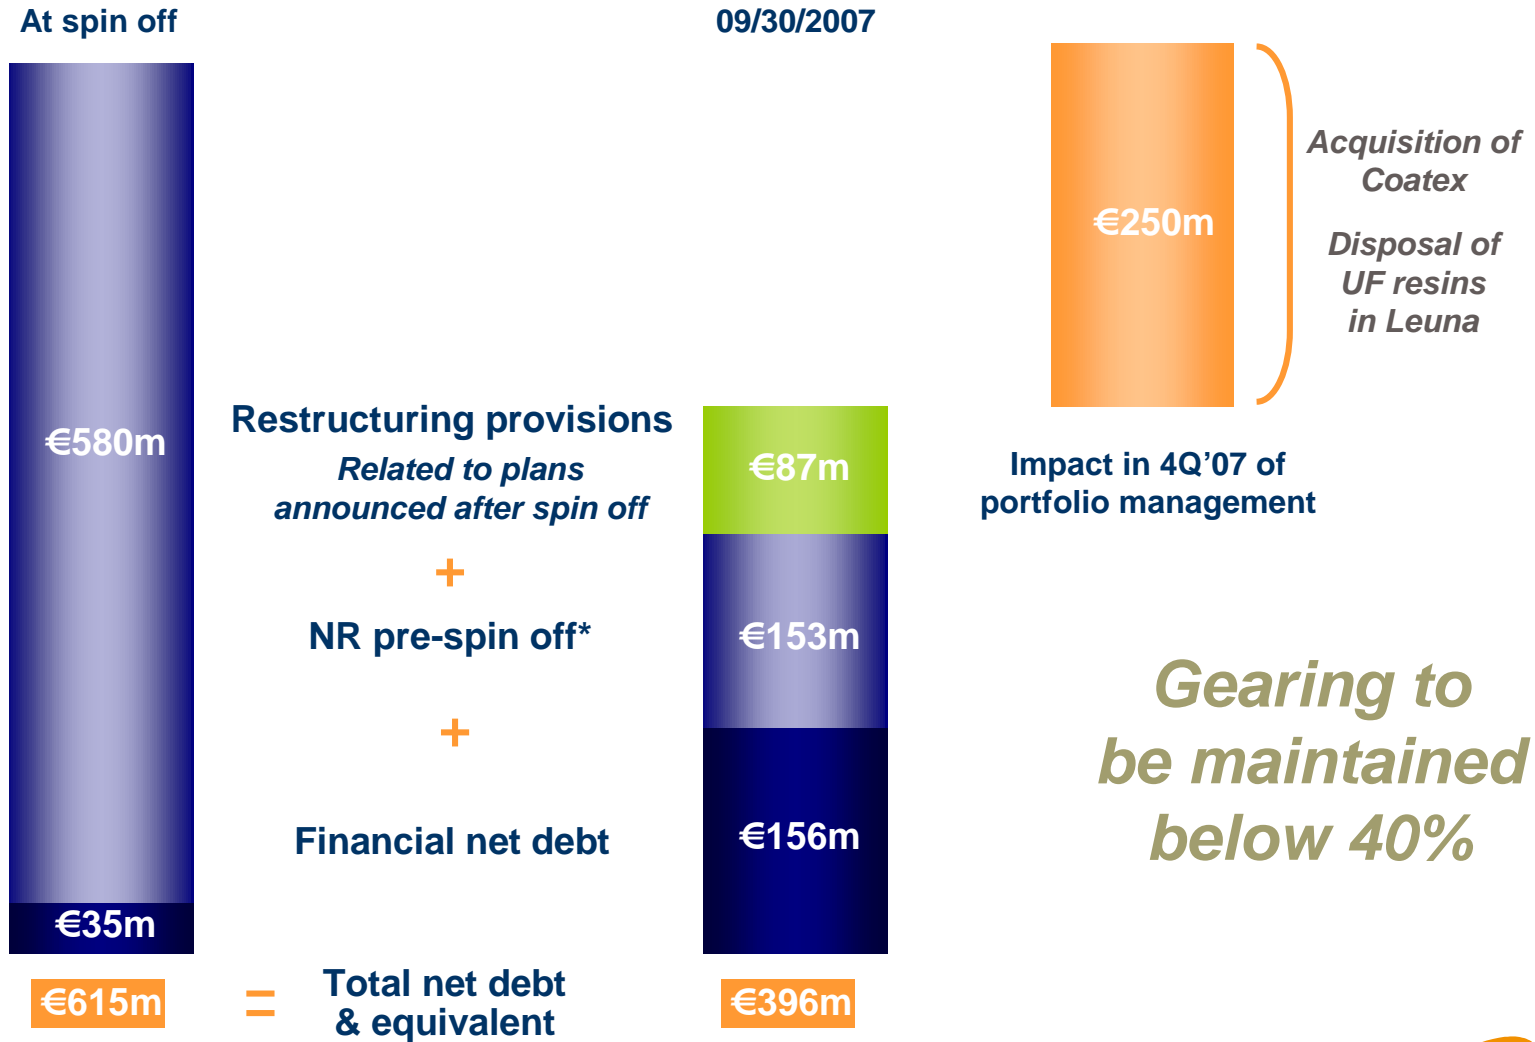 At spin off
09/30/2007
€580m
€35m
€615m
Restructuring provisions
Related to plans
announced after spin off
+
NR pre-spin off*
+
Financial net debt
=
Total net debt
& equivalent
€87m
€153m
€156m
€396m
€250m
Acquisition of
Coatex
Disposal of
UF resins
in Leuna
Impact in 4Q’07 of
portfolio management
Gearing to
be maintained
below 40%